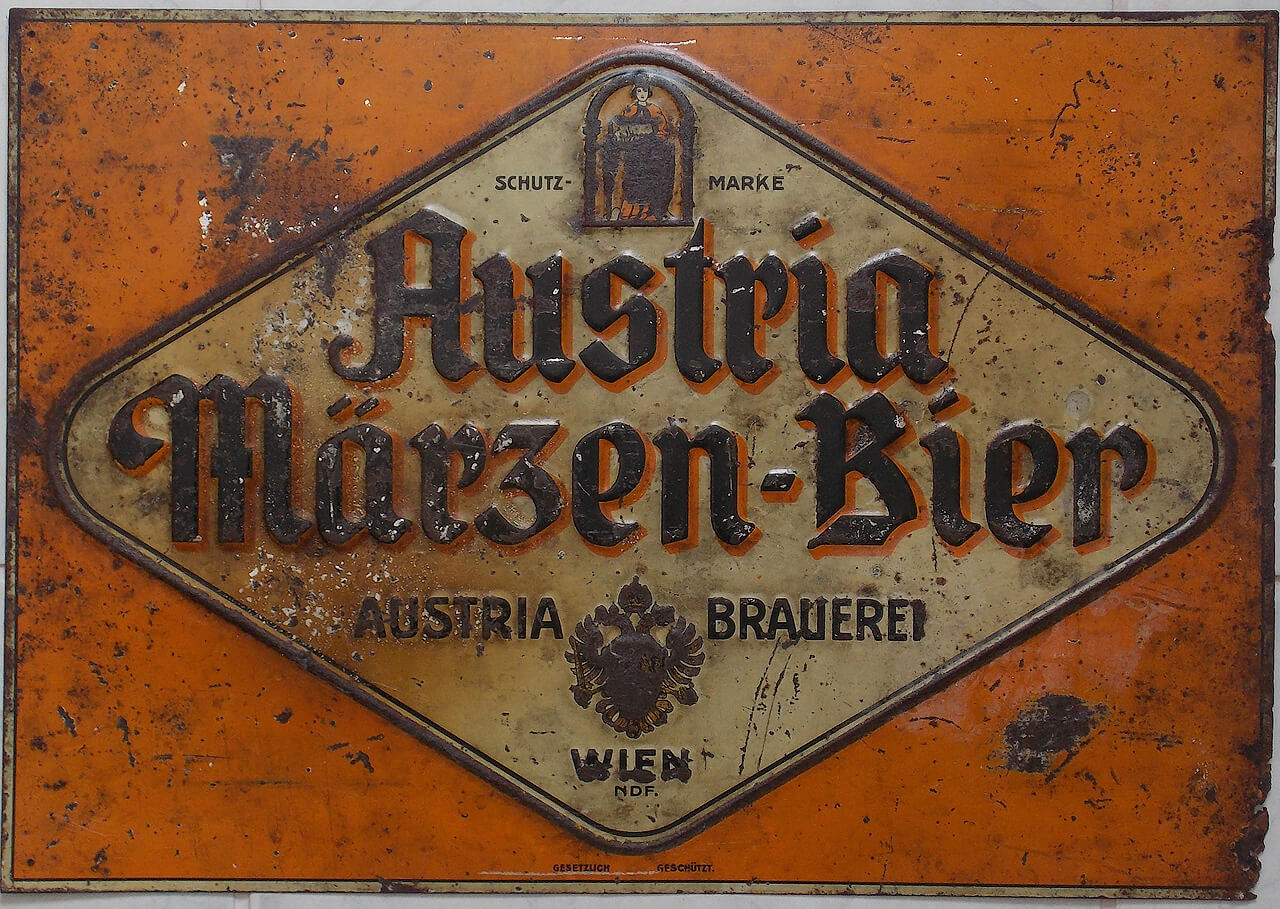 SCHUTZ- MARKE
Austria
Märzen-Bier
AUSTRIA BRAUEREI
WIEN
NDF.
GESETZLICH GESCHÜTZT.